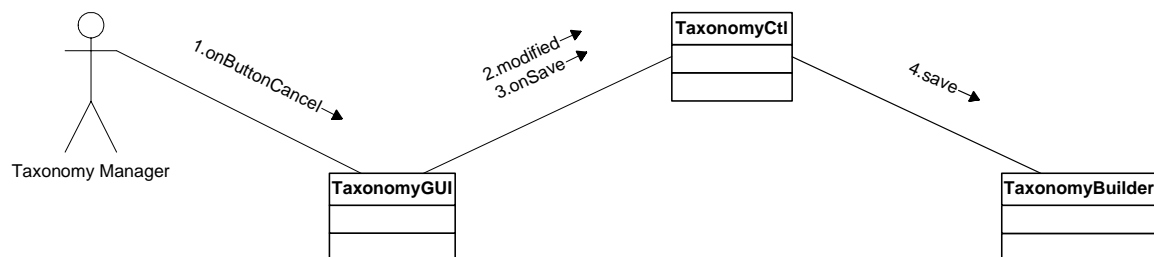 TaxonomyCtl
1.onButtonCancel
2.modified
3.onSave
4.save
Taxonomy Manager
TaxonomyGUI
TaxonomyBuilder